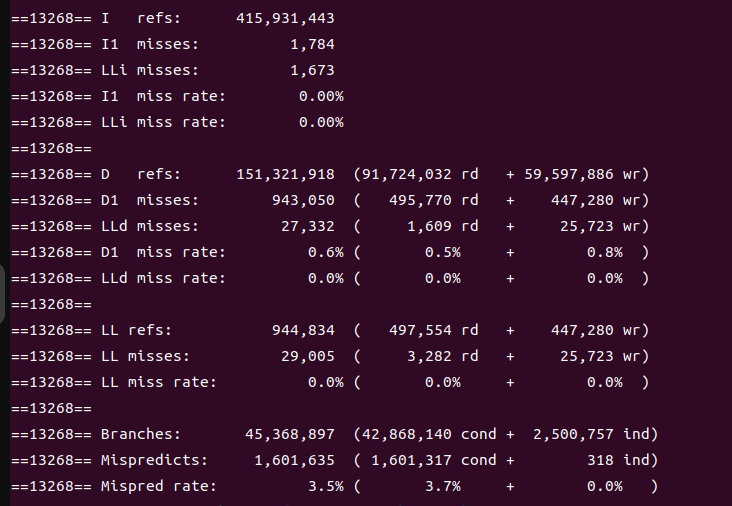 ==13268== I   refs:      415,931,443
==13268== I1  misses:          1,784
==13268== LLi misses:          1,673
==13268== I1  miss rate:        0.00%
==13268== LLi miss rate:        0.00%
==13268==
==13268== D   refs:      151,321,918  (91,724,032 rd   + 59,597,886 wr)
==13268== D1  misses:        943,050  (   495,770 rd   +    447,280 wr)
==13268== LLd misses:         27,332  (     1,609 rd   +     25,723 wr)
==13268== D1  miss rate:         0.6% (       0.5%     +        0.8%  )
==13268== LLd miss rate:         0.0% (       0.0%     +        0.0%  )
==13268==
==13268== LL refs:           944,834  (   497,554 rd   +    447,280 wr)
==13268== LL misses:          29,005  (     3,282 rd   +     25,723 wr)
==13268== LL miss rate:          0.0% (       0.0%     +        0.0%  )
==13268==
==13268== Branches:       45,368,897  (42,868,140 cond +  2,500,757 ind)
==13268== Mispredicts:     1,601,635  ( 1,601,317 cond +        318 ind)
==13268== Mispred rate:          3.5% (       3.7%     +        0.0%   )